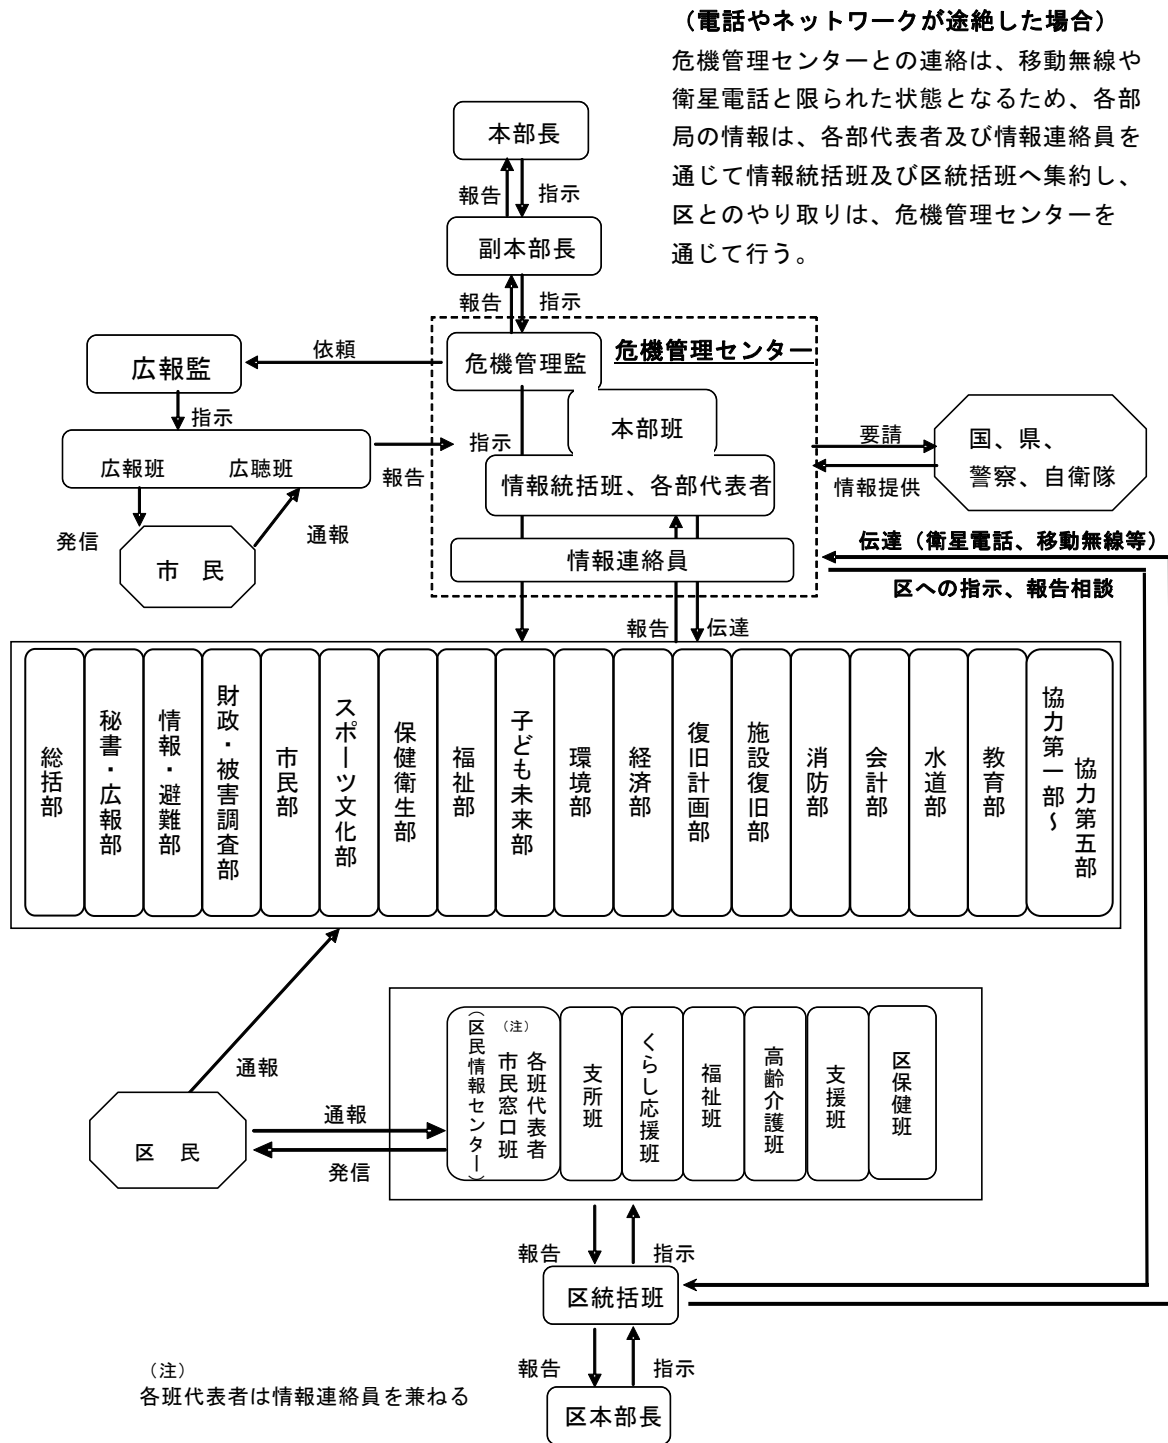 （電話やネットワークが途絶した場合）
危機管理センターとの連絡は、移動無線や
衛星電話と限られた状態となるため、各部
局の情報は、各部代表者及び情報連絡員を
通じて情報統括班及び区統括班へ集約し、
区とのやり取りは、危機管理センターを
通じて行う。
本部長
報告
指示
副本部長
報告
指示
危機管理センター
危機管理監
依頼
広報監
指示
本部班
指示
広報班
広聴班
報告
要請
情報提供
国、県、
警察、自衛隊
情報統括班、各部代表者
発信
通報
市　民
情報連絡員
伝達（衛星電話、移動無線等）
区への指示、報告相談
報告
伝達
総括部
秘書・広報部
情報・避難部
財政・被害調査部
市民部
スポーツ文化部
保健衛生部
福祉部
子ども未来部
環境部
経済部
復旧計画部
施設復旧部
消防部
会計部
水道部
教育部
協力第一部～
協力第五部
通報
区　民
通報
発信
（注）
各班代表者
市民窓口班
（区民情報センター）
支所班
くらし応援班
福祉班
高齢介護班
支援班
区保健班
報告
指示
区統括班
報告
指示
区本部長
（注）
各班代表者は情報連絡員を兼ねる